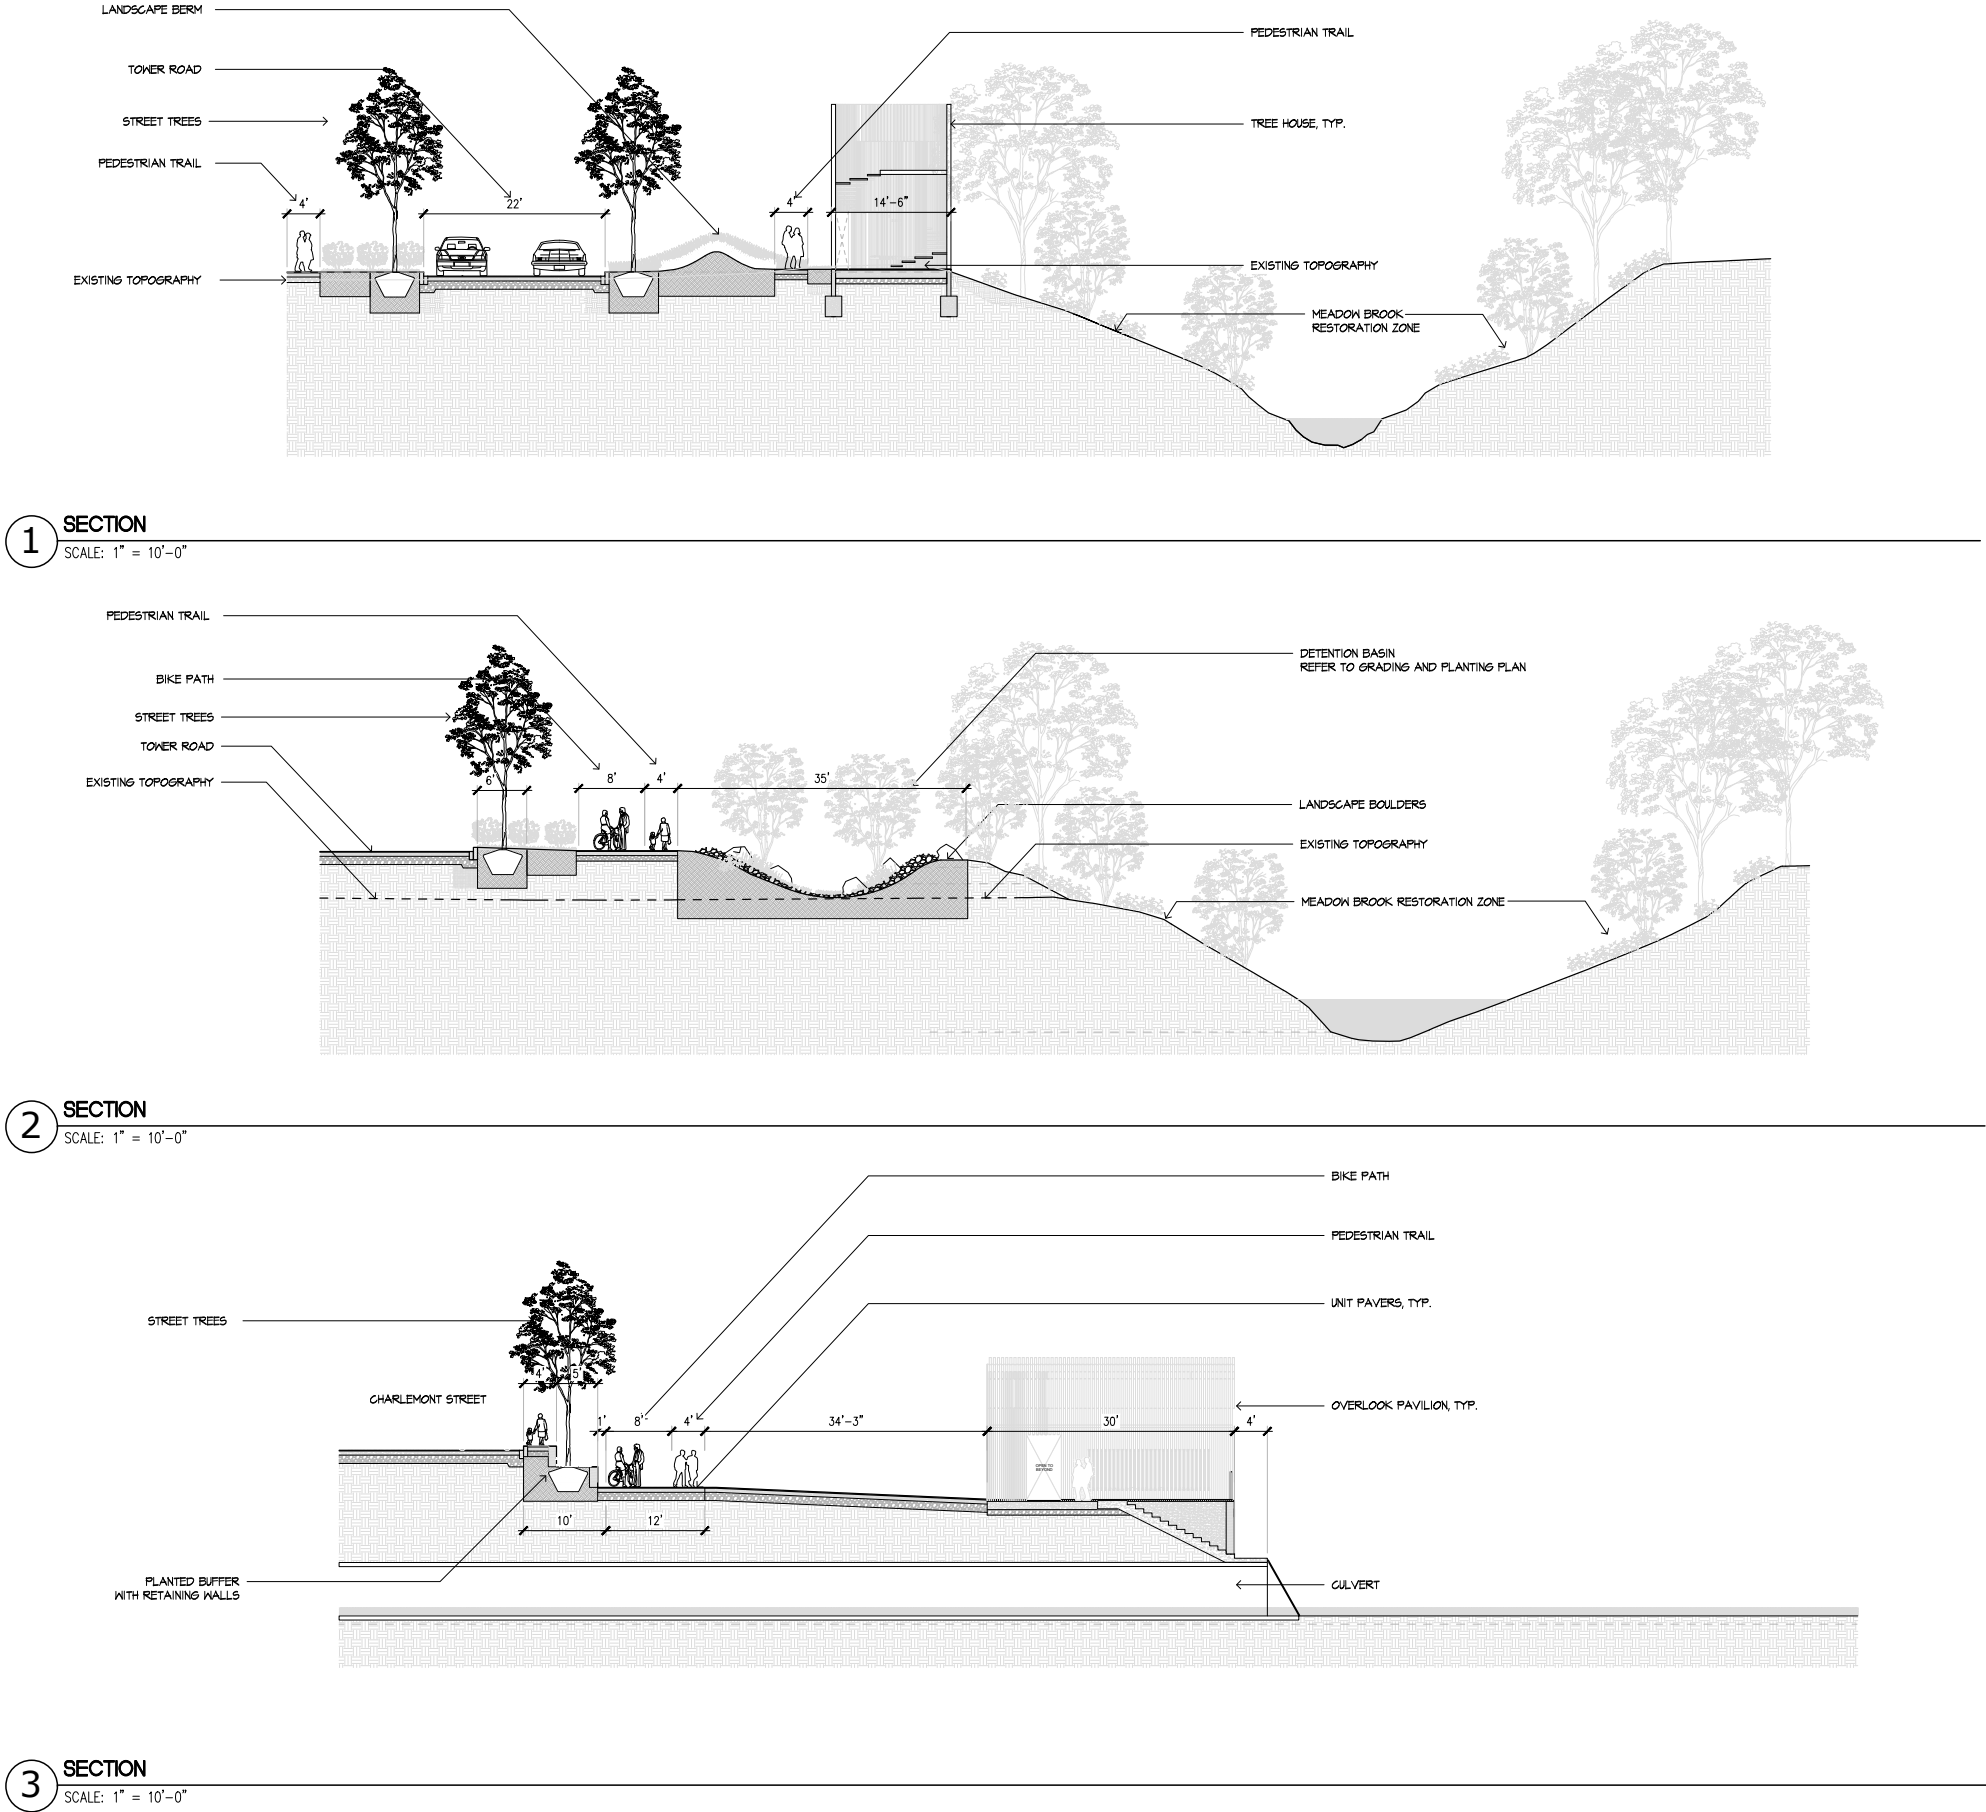 LANDSCAPE BERM
PEDESTRIAN TRAIL
TOWER ROAD
STREET TREES
TREE HOUSE, TYP.
PEDESTRIAN TRAIL
4'
22'
4'
14'-6"
EXISTING TOPOGRAPHY
EXISTING TOPOGRAPHY
MEADOW BROOK
RESTORATION ZONE
1
SECTION
SCALE: 1" = 10'-0"
PEDESTRIAN TRAIL
DETENTION BASIN
REFER TO GRADING AND PLANTING PLAN
BIKE PATH
STREET TREES
TOWER ROAD
EXISTING TOPOGRAPHY
6'
8'
4'
35'
LANDSCAPE BOULDERS
EXISTING TOPOGRAPHY
MEADOW BROOK RESTORATION ZONE
2
SECTION
SCALE: 1" = 10'-0"
BIKE PATH
PEDESTRIAN TRAIL
UNIT PAVERS, TYP.
STREET TREES
4'
5'
CHARLEMONT STREET
OVERLOOK PAVILION, TYP.
1'
8'
4'
34'-3"
30'
4'
OPEN TO
BEYOND
10'
12'
PLANTED BUFFER
WITH RETAINING WALLS
CULVERT
3
SECTION
SCALE: 1" = 10'-0"